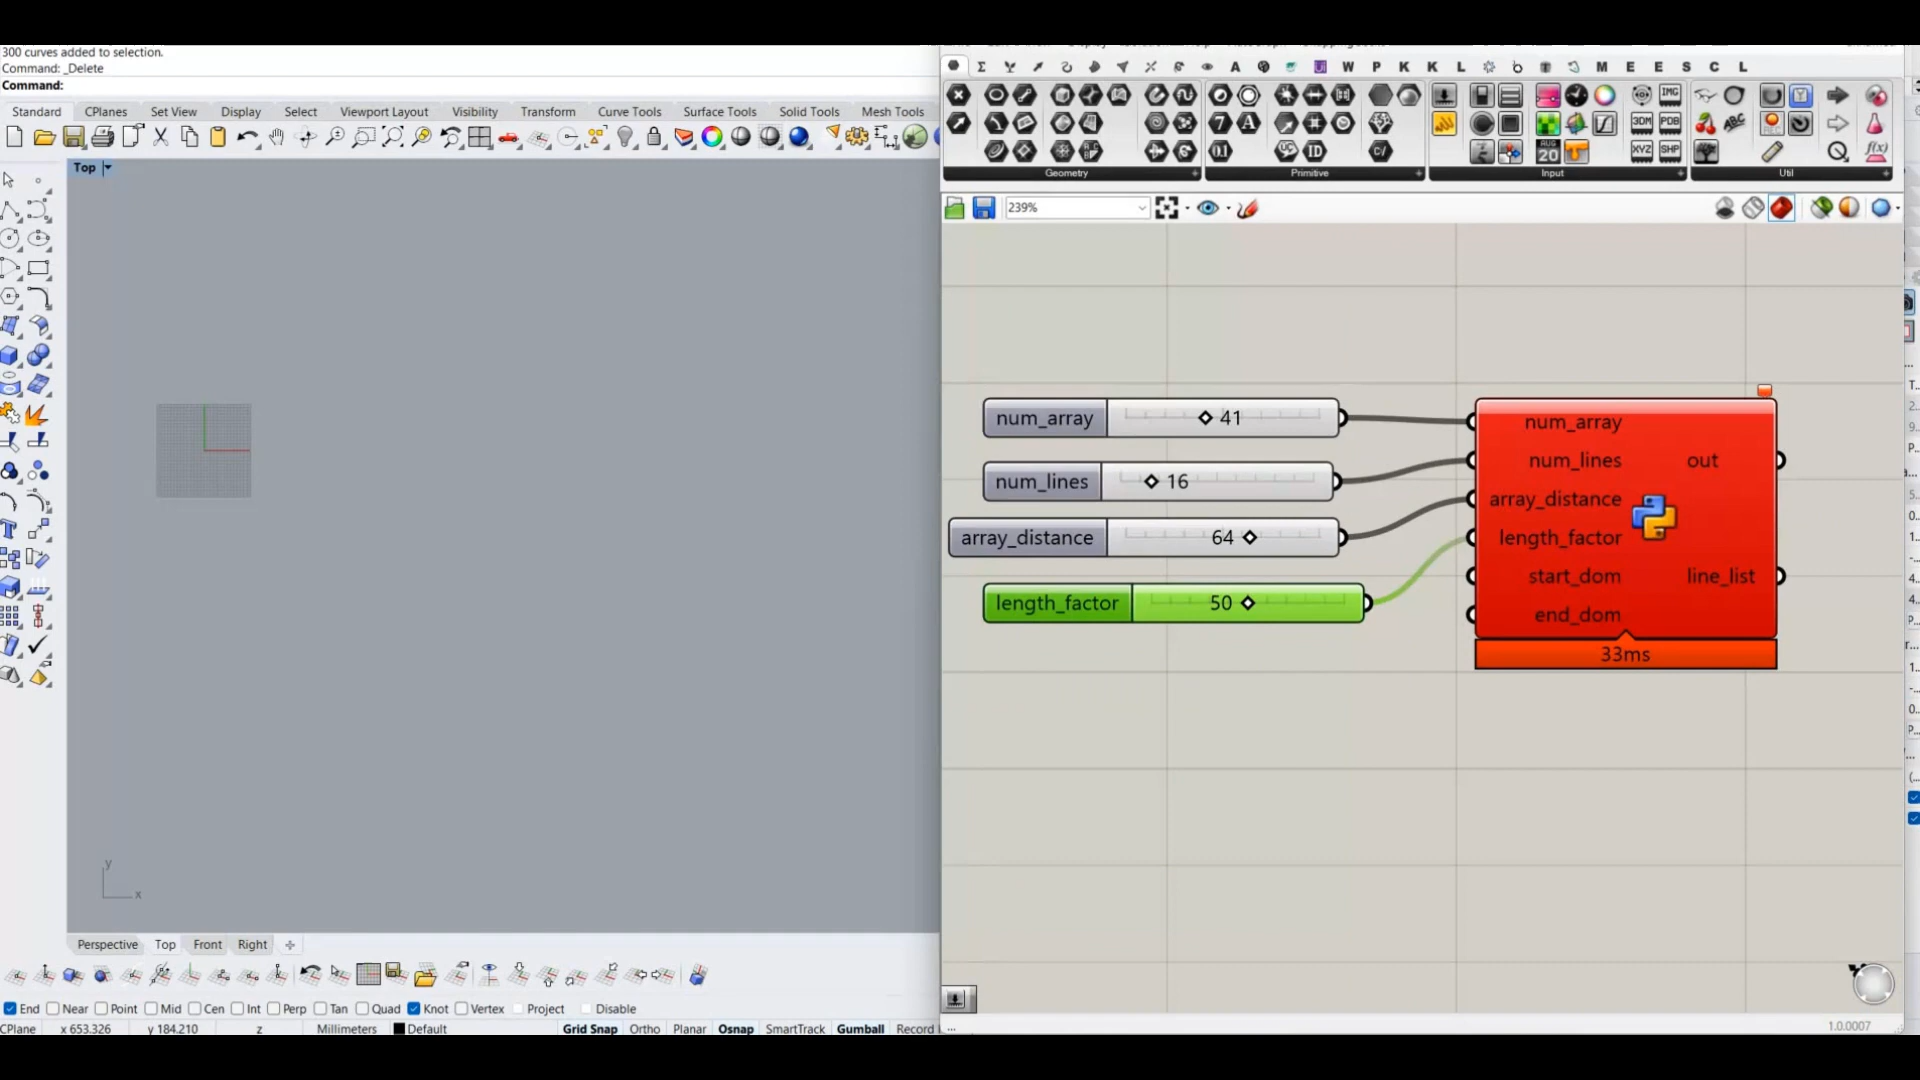 300 curves added to selection.
Command: _Delete
Command:
Standard CPlanes Set View Display Select Viewport Layout Visibility Transform Curve Tools Surface Tools Solid Tools Mesh Tools
Top
y
x
Perspective Top Front Right
End Near Point Mid Cen Int Perp Tan Quad Knot Vertex Project Disable
CPlane x 653.326 y 184.210 z Millimeters Default Grid Snap Ortho Planar Osnap SmartTrack Gumball Record
A W P K K L M E E S C L
Geometry Primitive Input Util
239%
num_array 41
num_lines 16
array_distance 64
length_factor 50
num_array
num_lines
array_distance
length_factor
start_dom
end_dom
out
line_list
33ms
1.0.0007